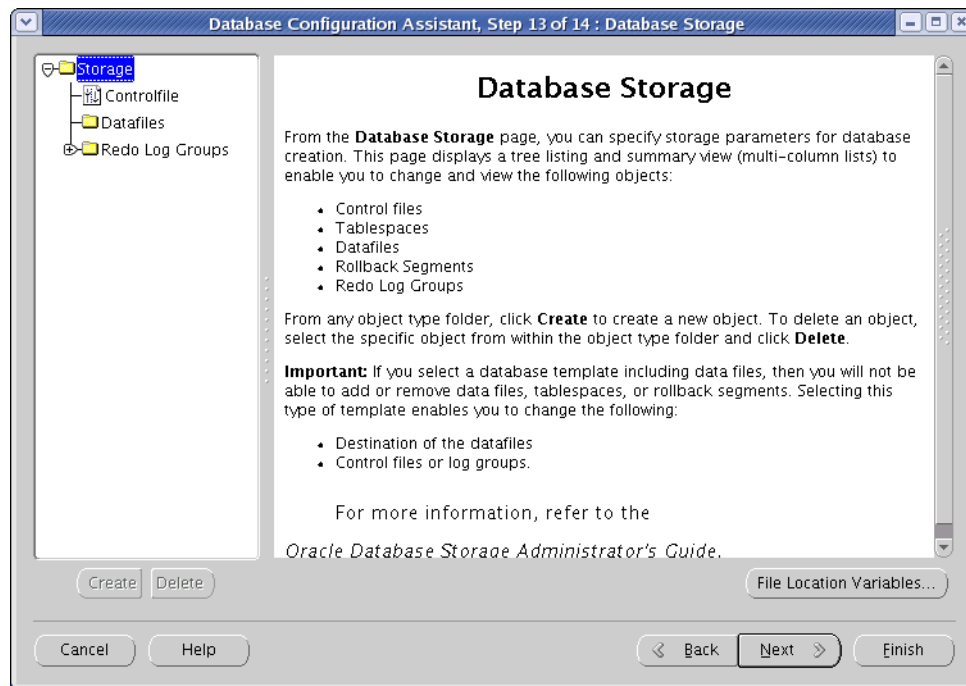 Database Configuration Assistant, Step 13 of 14 : Database Storage
Storage
Controlfile
Datafiles
Redo Log Groups
Database Storage
From the Database Storage page, you can specify storage parameters for database
creation. This page displays a tree listing and summary view (multi-column lists) to
enable you to change and view the following objects:
• Control files
• Tablespaces
• Datafiles
• Rollback Segments
• Redo Log Groups
From any object type folder, click Create to create a new object. To delete an object,
select the specific object from within the object type folder and click Delete.
Important: If you select a database template including data files, then you will not be
able to add or remove data files, tablespaces, or rollback segments. Selecting this
type of template enables you to change the following:
• Destination of the datafiles
• Control files or log groups.
For more information, refer to the
Oracle Database Storage Administrator's Guide.
Create Delete
File Location Variables...
Cancel Help Back Next Finish